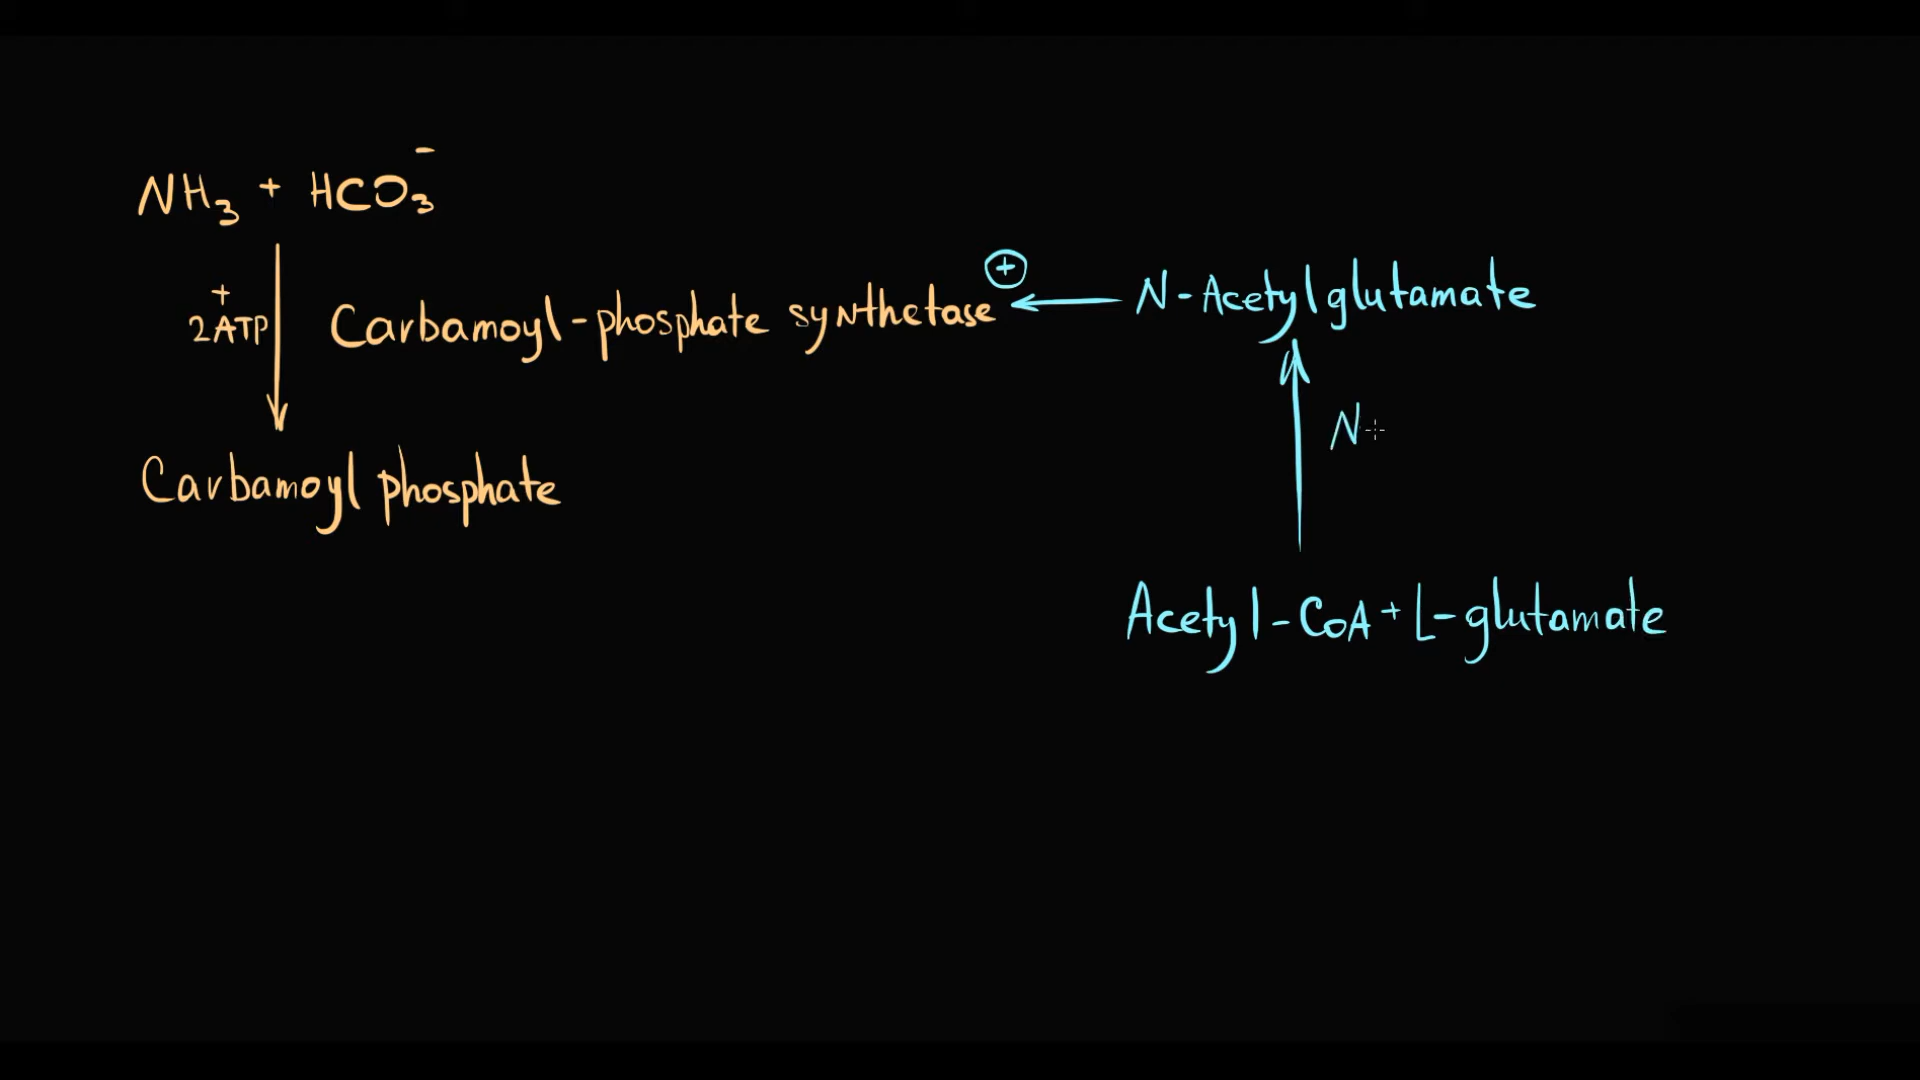 NH₃ + HCO₃⁻
+
2ATP
Carbamoyl-phosphate synthetase
Carbamoyl phosphate
+
N-Acetylglutamate
N
Acetyl-CoA + L-glutamate